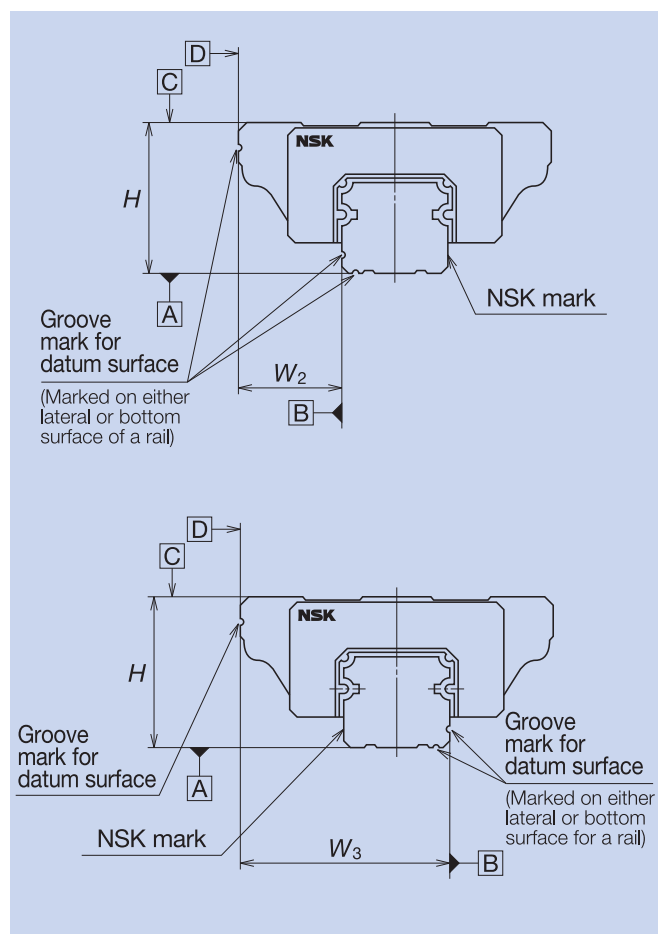 D
C
NSK
H
NSK mark
A
Groove
mark for
datum surface
(Marked on either
lateral or bottom
surface of a rail)
W2
B
D
C
NSK
H
Groove
mark for
datum surface
A
Groove
mark for
datum surface
(Marked on either
lateral or bottom
surface for a rail)
NSK mark
W3
B